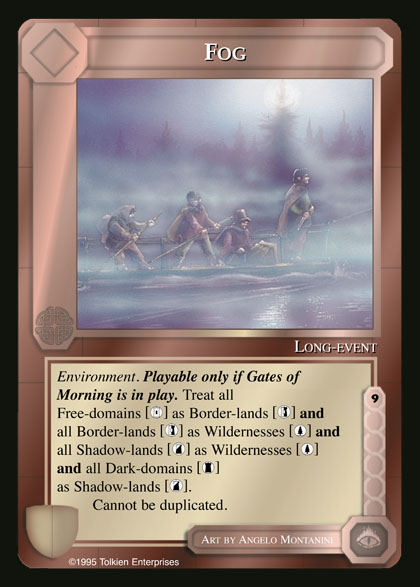 Fog
Long-event
Environment. Playable only if Gates of
Morning is in play. Treat all
Free-domains [ ] as Border-lands [ ] and
all Border-lands [ ] as Wildernesses [ ] and
all Shadow-lands [ ] as Wildernesses [ ]
and all Dark-domains [ ]
as Shadow-lands [ ].
Cannot be duplicated.
9
Art by Angelo Montanini
©1995 Tolkien Enterprises